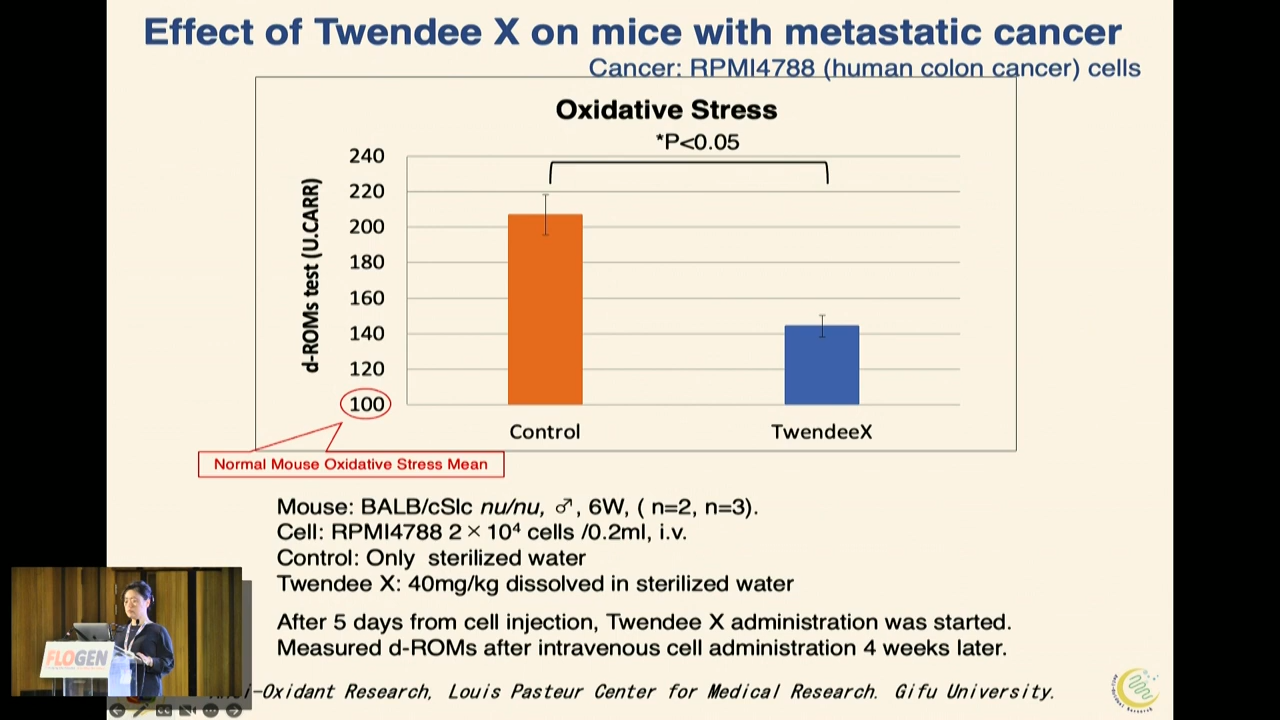 Effect of Twendee X on mice with metastatic cancer
Cancer: RPMI4788 (human colon cancer) cells
Oxidative Stress
*P<0.05
d-ROMs test (U.CARR)
240
220
200
180
160
140
120
100
Control
TwendeeX
Normal Mouse Oxidative Stress Mean
Mouse: BALB/cSlc nu/nu, ♂, 6W, ( n=2, n=3).
Cell: RPMI4788 2×10⁴ cells /0.2ml, i.v.
Control: Only sterilized water
Twendee X: 40mg/kg dissolved in sterilized water
After 5 days from cell injection, Twendee X administration was started.
Measured d-ROMs after intravenous cell administration 4 weeks later.
FLOGEN
-Oxidant Research, Louis Pasteur Center for Medical Research. Gifu University.